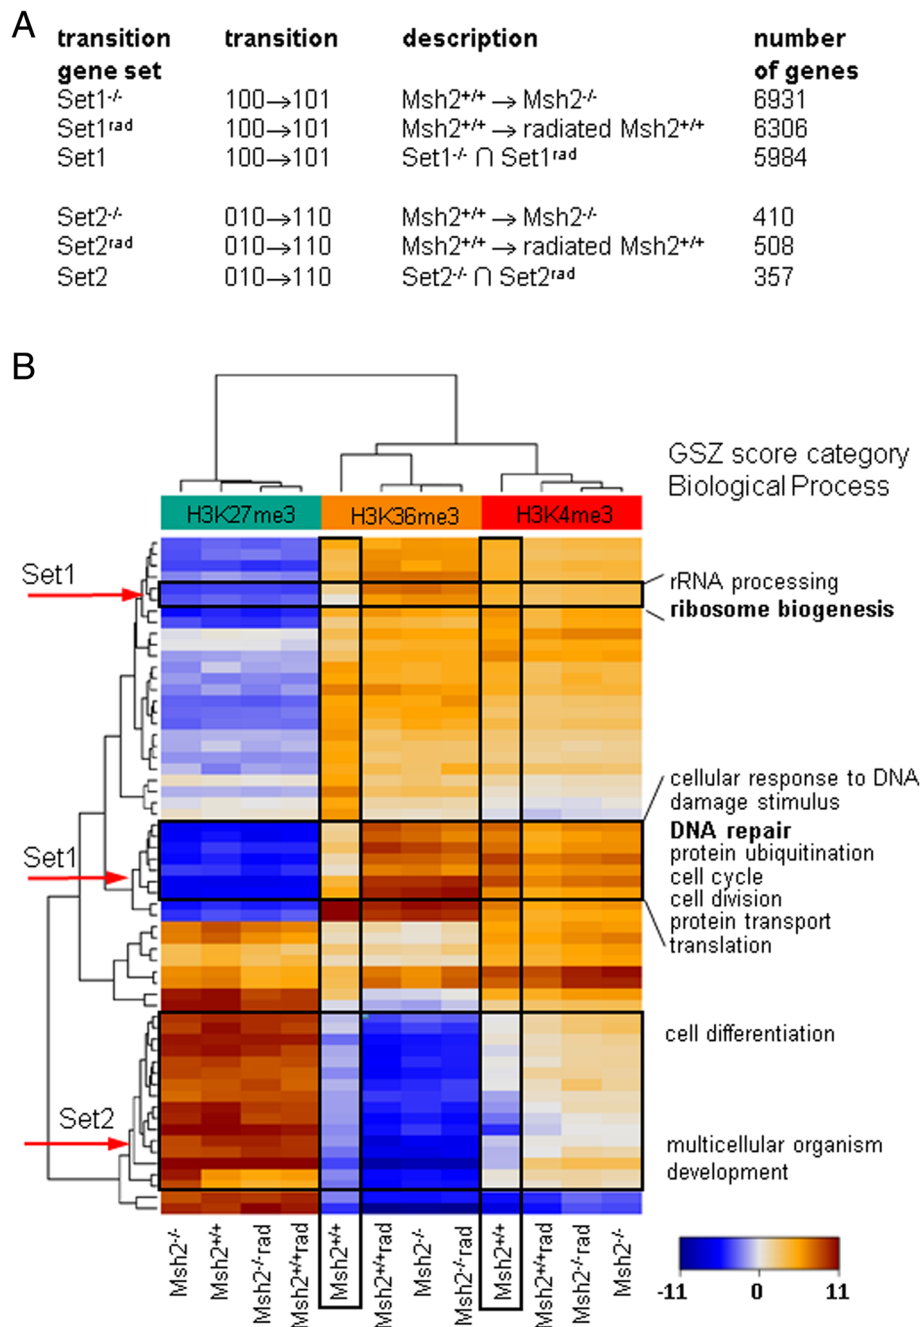 A
transition gene set transition description number of genes
Set1-/- 100→101 Msh2+/+ → Msh2-/- 6931
Set1rad 100→101 Msh2+/+ → radiated Msh2+/+ 6306
Set1 100→101 Set1-/- ∩ Set1rad 5984
Set2-/- 010→110 Msh2+/+ → Msh2-/- 410
Set2rad 010→110 Msh2+/+ → radiated Msh2+/+ 508
Set2 010→110 Set2-/- ∩ Set2rad 357
B
GSZ score category
Biological Process
H3K27me3 H3K36me3 H3K4me3
Set1
rRNA processing
ribosome biogenesis
cellular response to DNA
damage stimulus
DNA repair
protein ubiquitination
Set1
cell cycle
cell division
protein transport
translation
cell differentiation
Set2
multicellular organism
development
Msh2-/- Msh2+/+ Msh2-/-rad Msh2+/+rad Msh2+/+ Msh2+/+rad Msh2-/- Msh2-/-rad Msh2+/+ Msh2+/+rad Msh2-/-rad Msh2-/-
-11 0 11